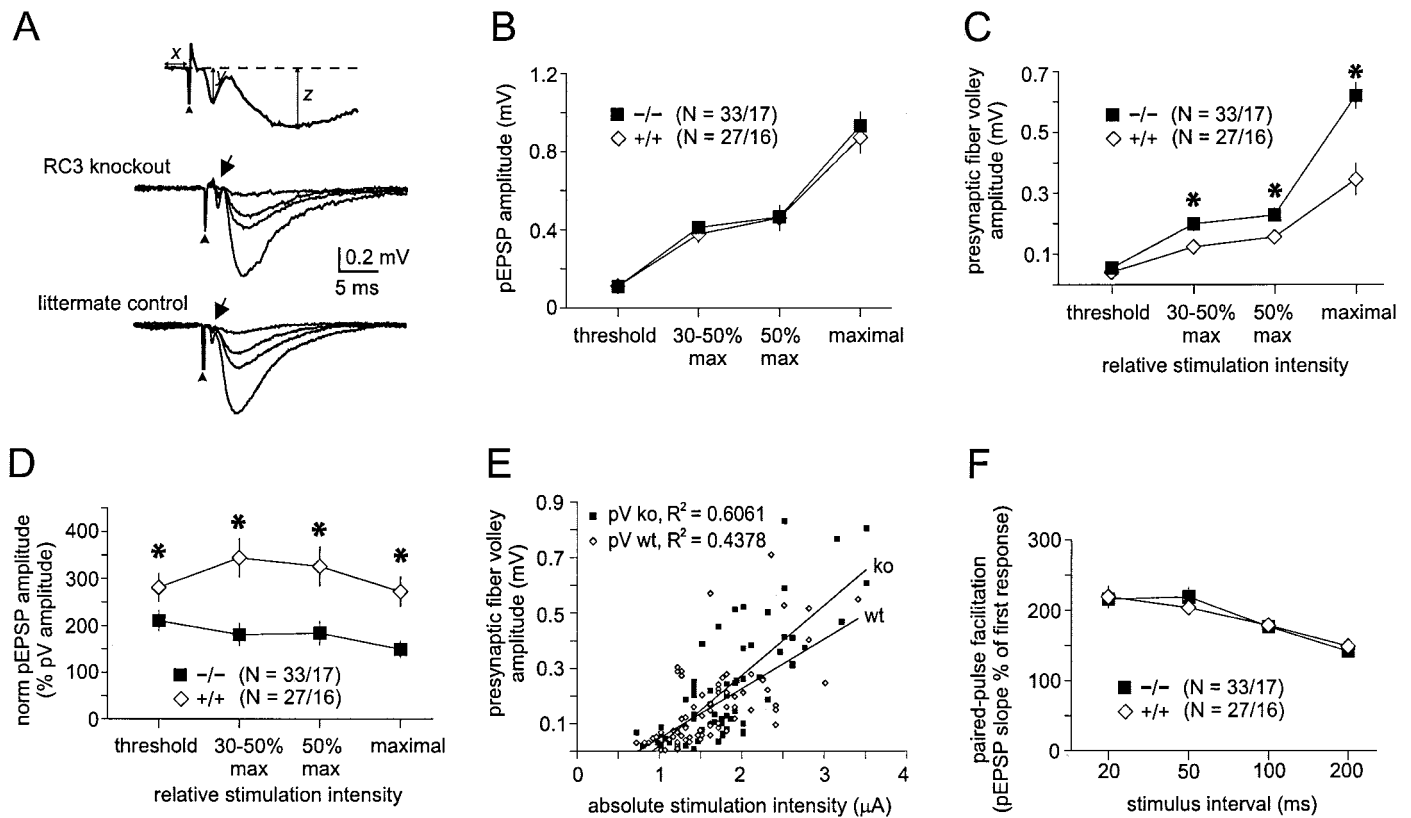 A
x
y
z
RC3 knockout
0.2 mV
5 ms
littermate control
B
pEPSP amplitude (mV)
1.2
0.8
0.4
0
−/− (N = 33/17)
+/+ (N = 27/16)
threshold
30-50% max
50% max
maximal
C
presynaptic fiber volley
amplitude (mV)
0.7
0.5
0.3
0.1
−/− (N = 33/17)
+/+ (N = 27/16)
*
*
*
threshold
30-50% max
50% max
maximal
relative stimulation intensity
D
norm pEPSP amplitude
(% pV amplitude)
400
300
200
150
100
0
*
*
*
*
−/− (N = 33/17)
+/+ (N = 27/16)
threshold
30-50% max
50% max
maximal
relative stimulation intensity
E
presynaptic fiber volley
amplitude (mV)
0.9
0.7
0.5
0.3
0.1
pV ko, R² = 0.6061
pV wt, R² = 0.4378
ko
wt
0
1
2
3
4
absolute stimulation intensity (μA)
F
paired-pulse facilitation
(pEPSP slope % of first response)
300
200
100
0
−/− (N = 33/17)
+/+ (N = 27/16)
20
50
100
200
stimulus interval (ms)